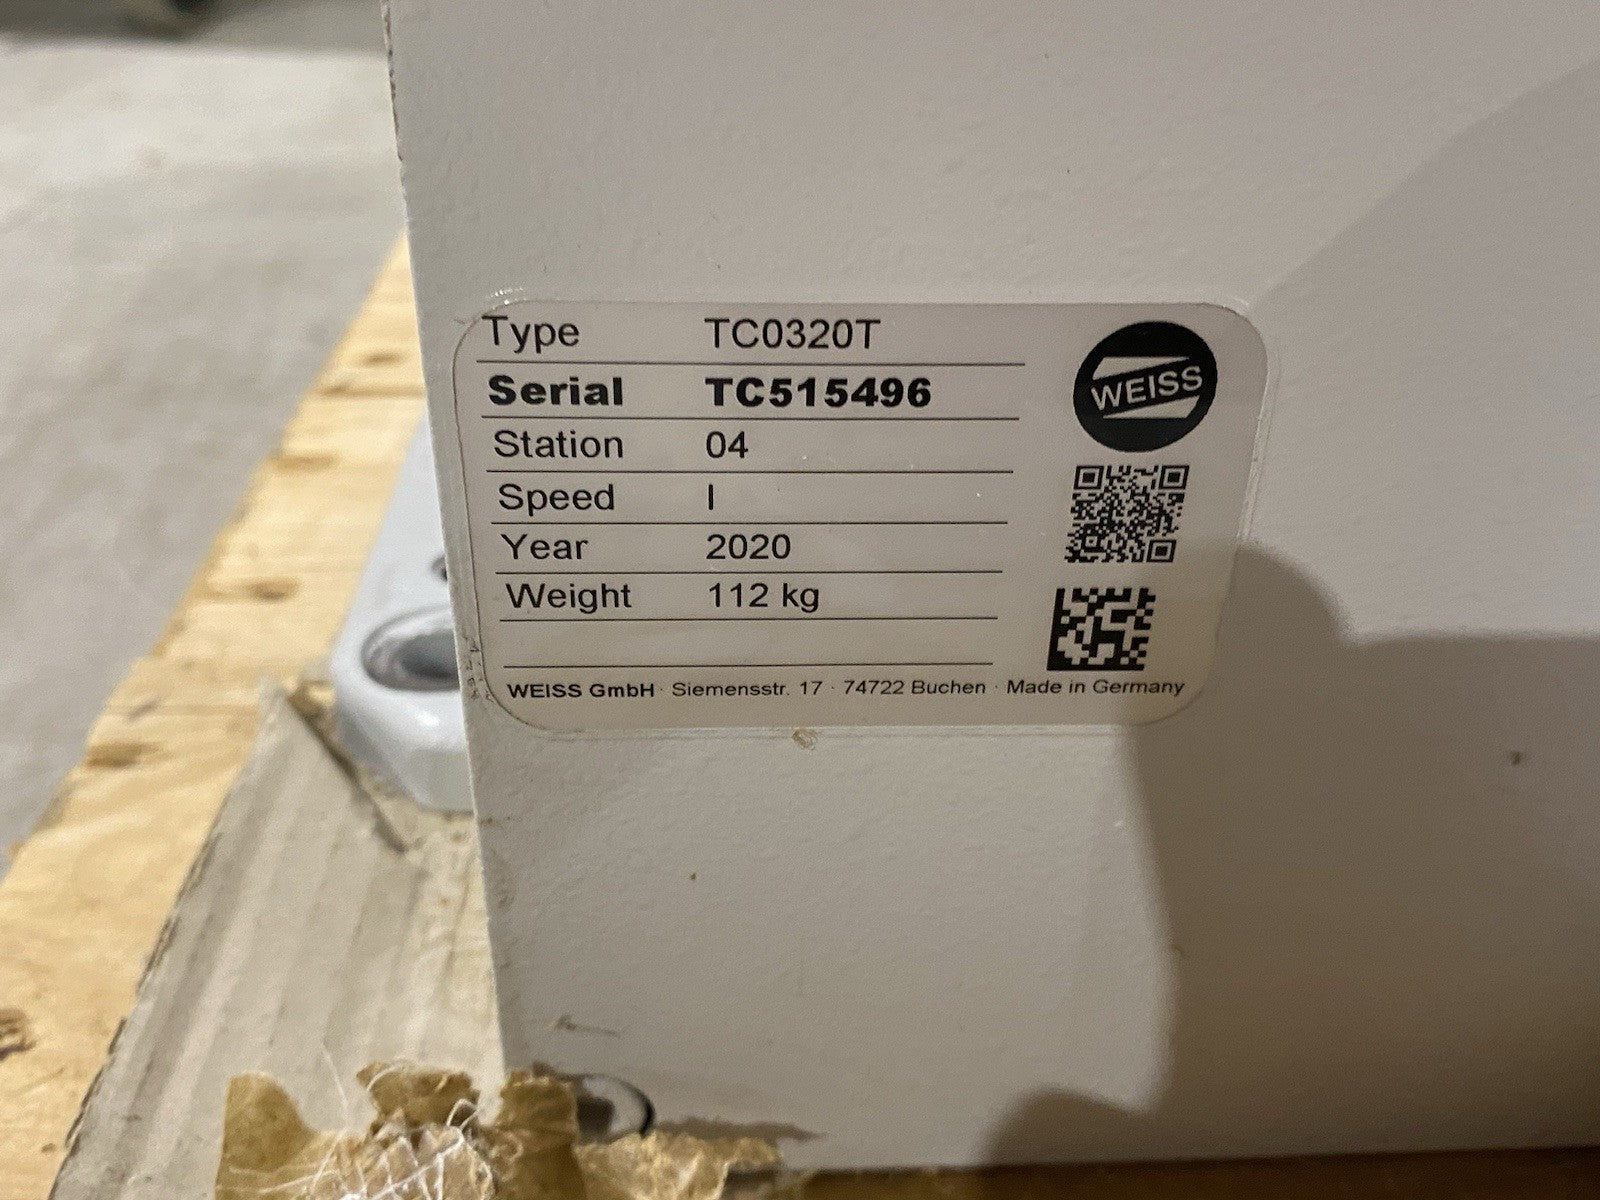 Type TC0320T
Serial TC515496
Station 04
Speed I
Year 2020
Weight 112 kg
WEISS
WEISS GmbH · Siemensstr. 17 · 74722 Buchen · Made in Germany